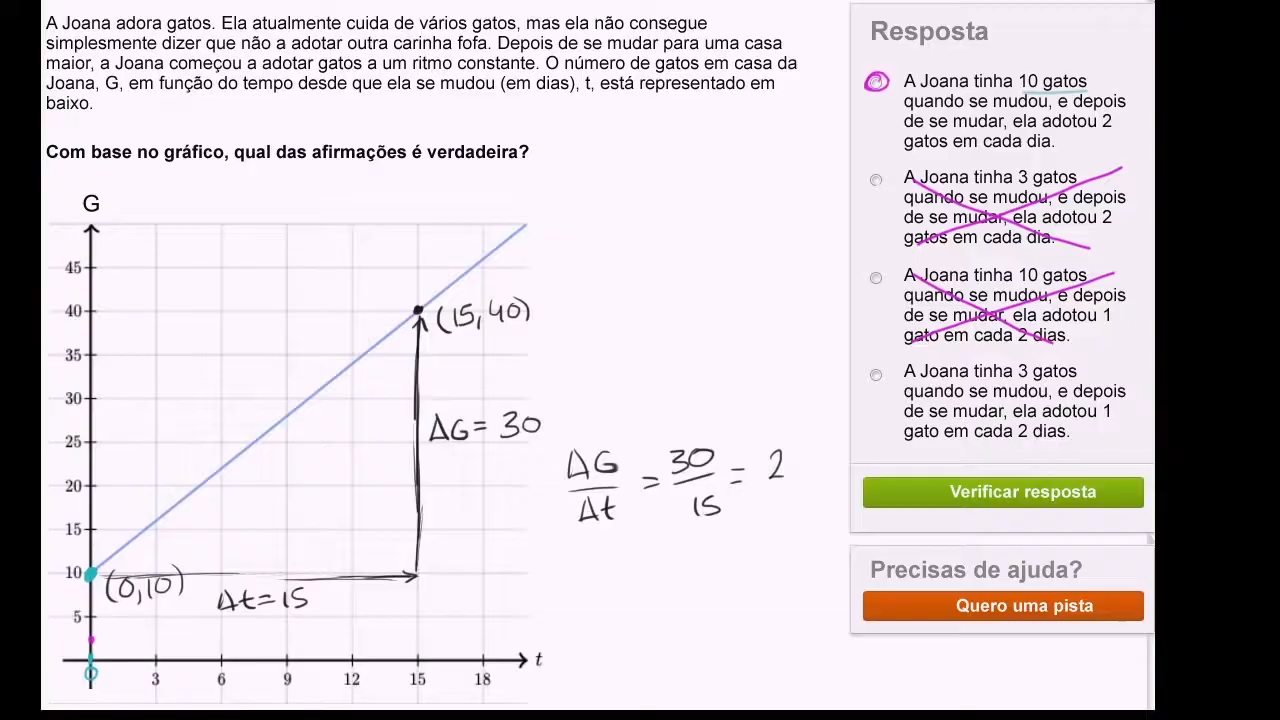 A Joana adora gatos. Ela atualmente cuida de vários gatos, mas ela não consegue
simplesmente dizer que não a adotar outra carinha fofa. Depois de se mudar para uma casa
maior, a Joana começou a adotar gatos a um ritmo constante. O número de gatos em casa da
Joana, G, em função do tempo desde que ela se mudou (em dias), t, está representado em
baixo.
Com base no gráfico, qual das afirmações é verdadeira?
G
45
40
35
30
25
20
15
10
5
0
3
6
9
12
15
18
t
(15,40)
ΔG = 30
(0,10)
Δt = 15
ΔG/Δt = 30/15 = 2
Resposta
A Joana tinha 10 gatos
quando se mudou, e depois
de se mudar, ela adotou 2
gatos em cada dia.
A Joana tinha 3 gatos
quando se mudou, e depois
de se mudar, ela adotou 2
gatos em cada dia.
A Joana tinha 10 gatos
quando se mudou, e depois
de se mudar, ela adotou 1
gato em cada 2 dias.
A Joana tinha 3 gatos
quando se mudou, e depois
de se mudar, ela adotou 1
gato em cada 2 dias.
Verificar resposta
Precisas de ajuda?
Quero uma pista